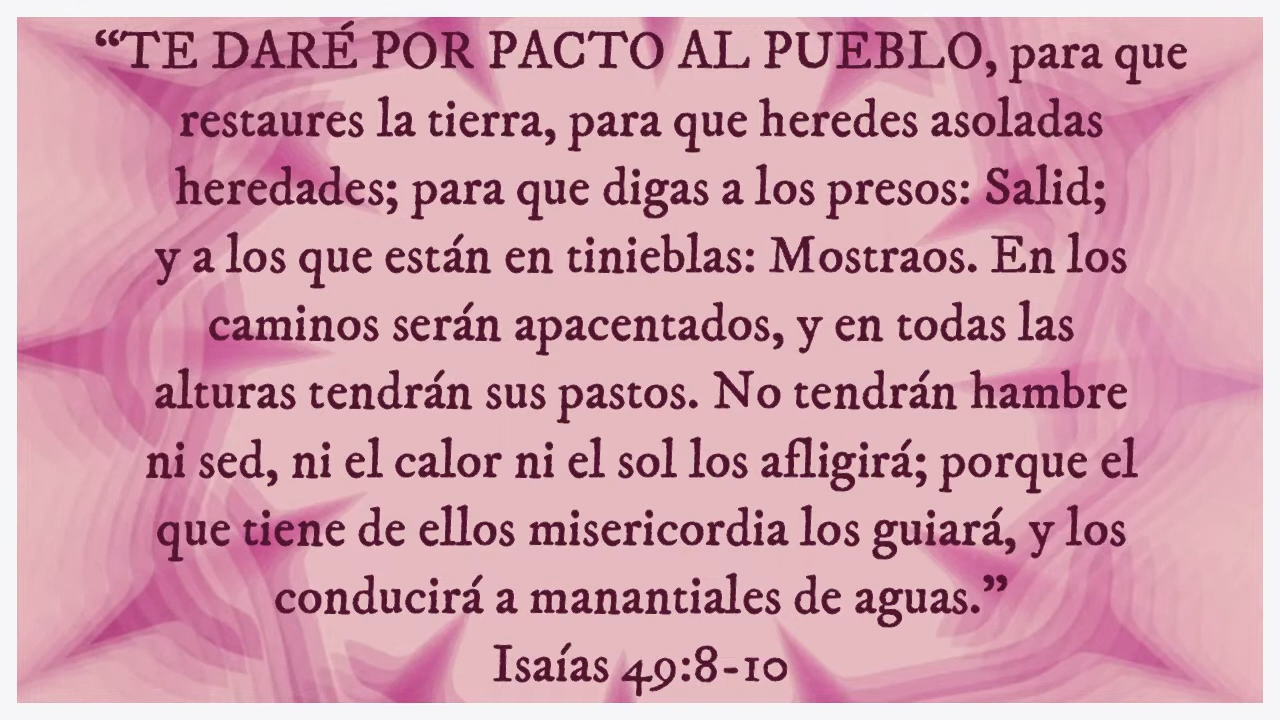 “TE DARÉ POR PACTO AL PUEBLO, para que
restaures la tierra, para que heredes asoladas
heredades; para que digas a los presos: Salid;
y a los que están en tinieblas: Mostraos. En los
caminos serán apacentados, y en todas las
alturas tendrán sus pastos. No tendrán hambre
ni sed, ni el calor ni el sol los afligirá; porque el
que tiene de ellos misericordia los guiará, y los
conducirá a manantiales de aguas.”
Isaías 49:8-10